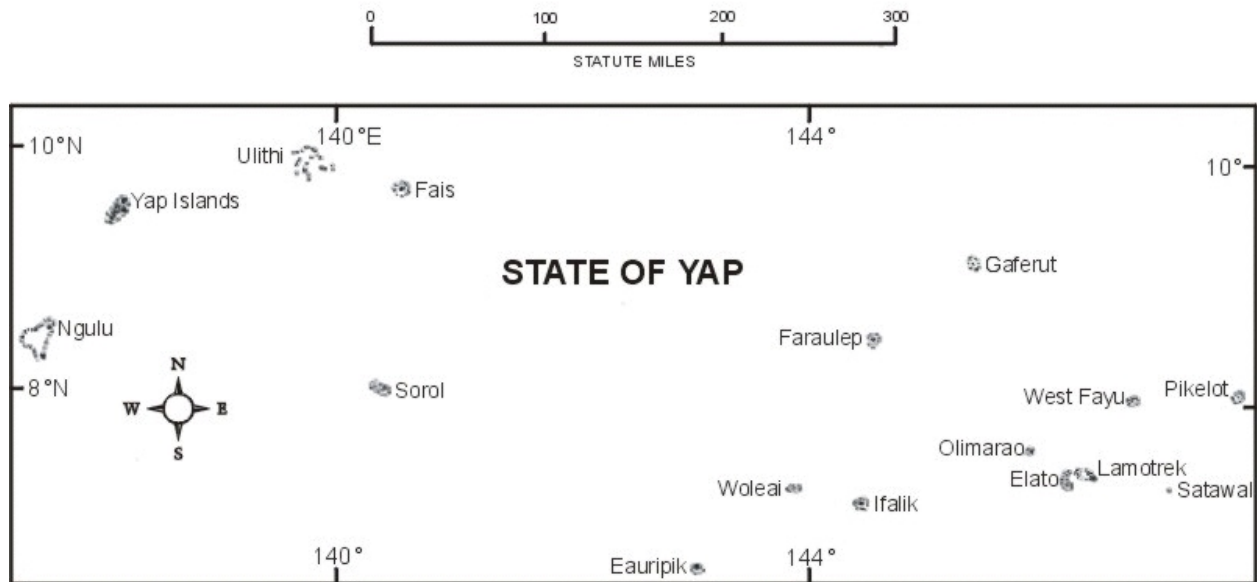 0 100 200 300
STATUTE MILES
140°E 144°
10°N
10°
Ulithi
Fais
Yap Islands
STATE OF YAP
Gaferut
Ngulu
Faraulep
N
W E
S
8°N
Sorol
West Fayu
Pikelot
Olimarao
Elato
Lamotrek
Woleai
Ifalik
Satawal
140° 144°
Eauripik